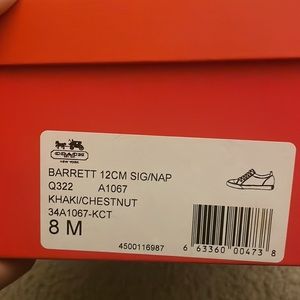 COACH
NEW YORK
BARRETT 12CM SIG/NAP
Q322 A1067
KHAKI/CHESTNUT
34A1067-KCT
8 M
4500116987
6 63360 00473 8